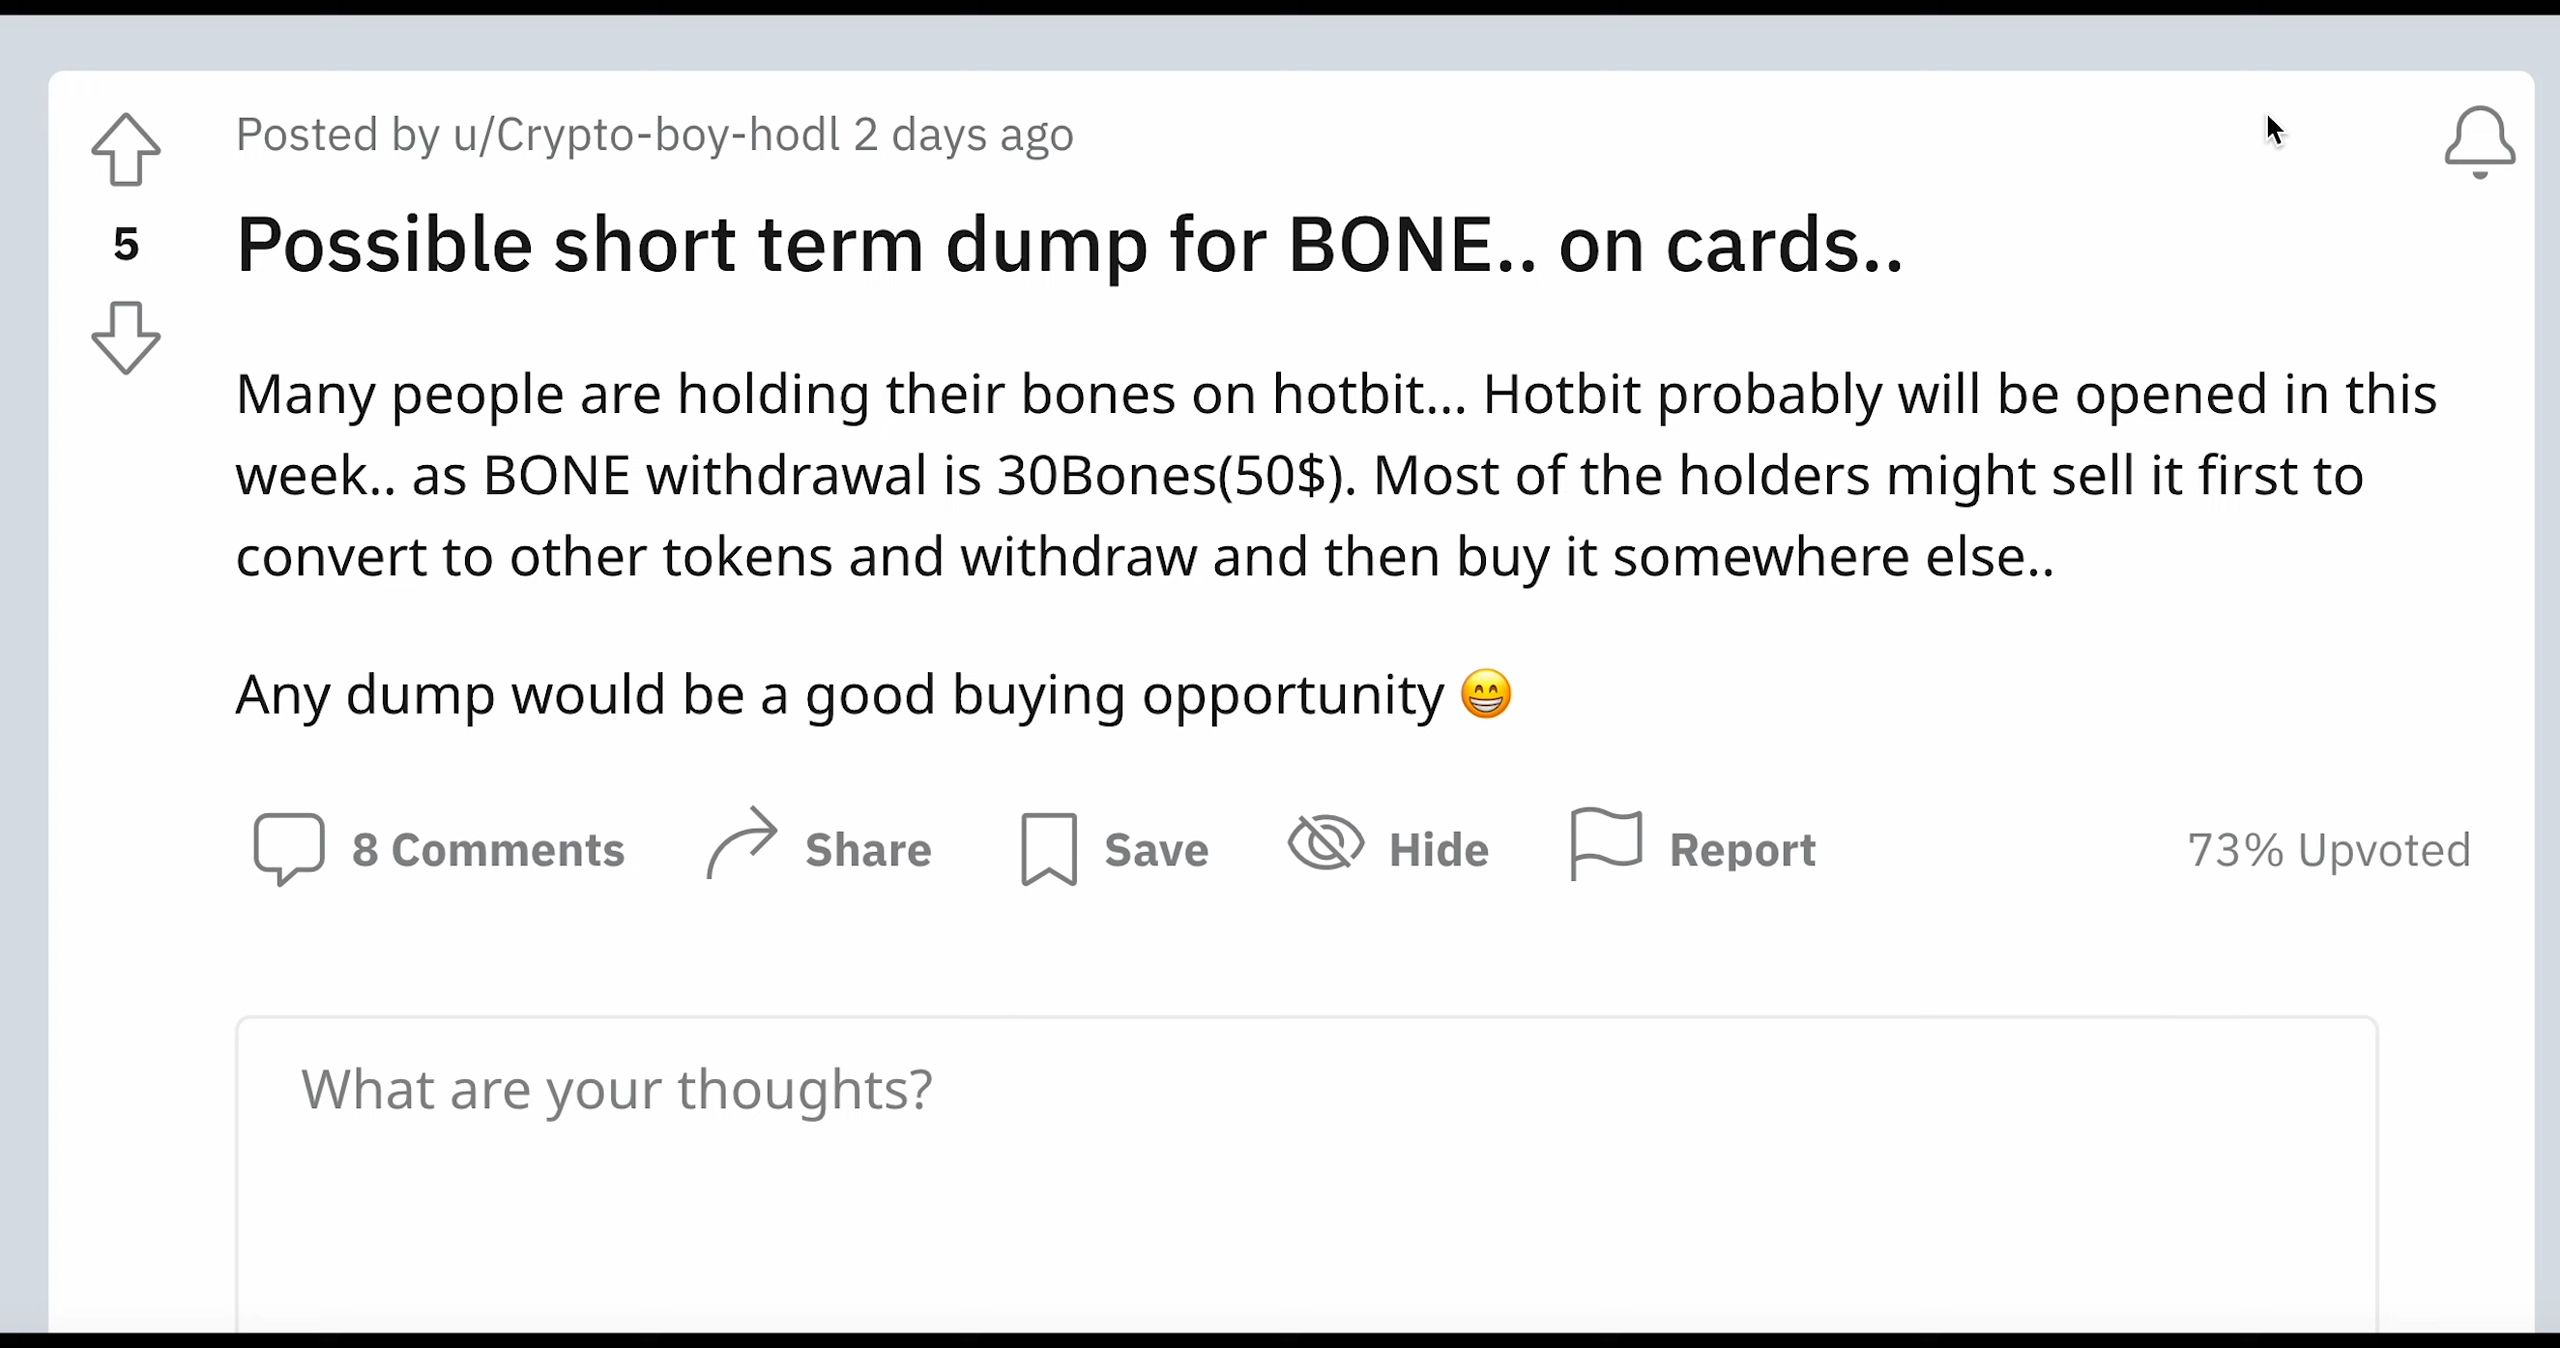 Posted by u/Crypto-boy-hodl 2 days ago
5
Possible short term dump for BONE.. on cards..
Many people are holding their bones on hotbit... Hotbit probably will be opened in this
week.. as BONE withdrawal is 30Bones(50$). Most of the holders might sell it first to
convert to other tokens and withdraw and then buy it somewhere else..
Any dump would be a good buying opportunity 😁
8 Comments Share Save Hide Report 73% Upvoted
What are your thoughts?